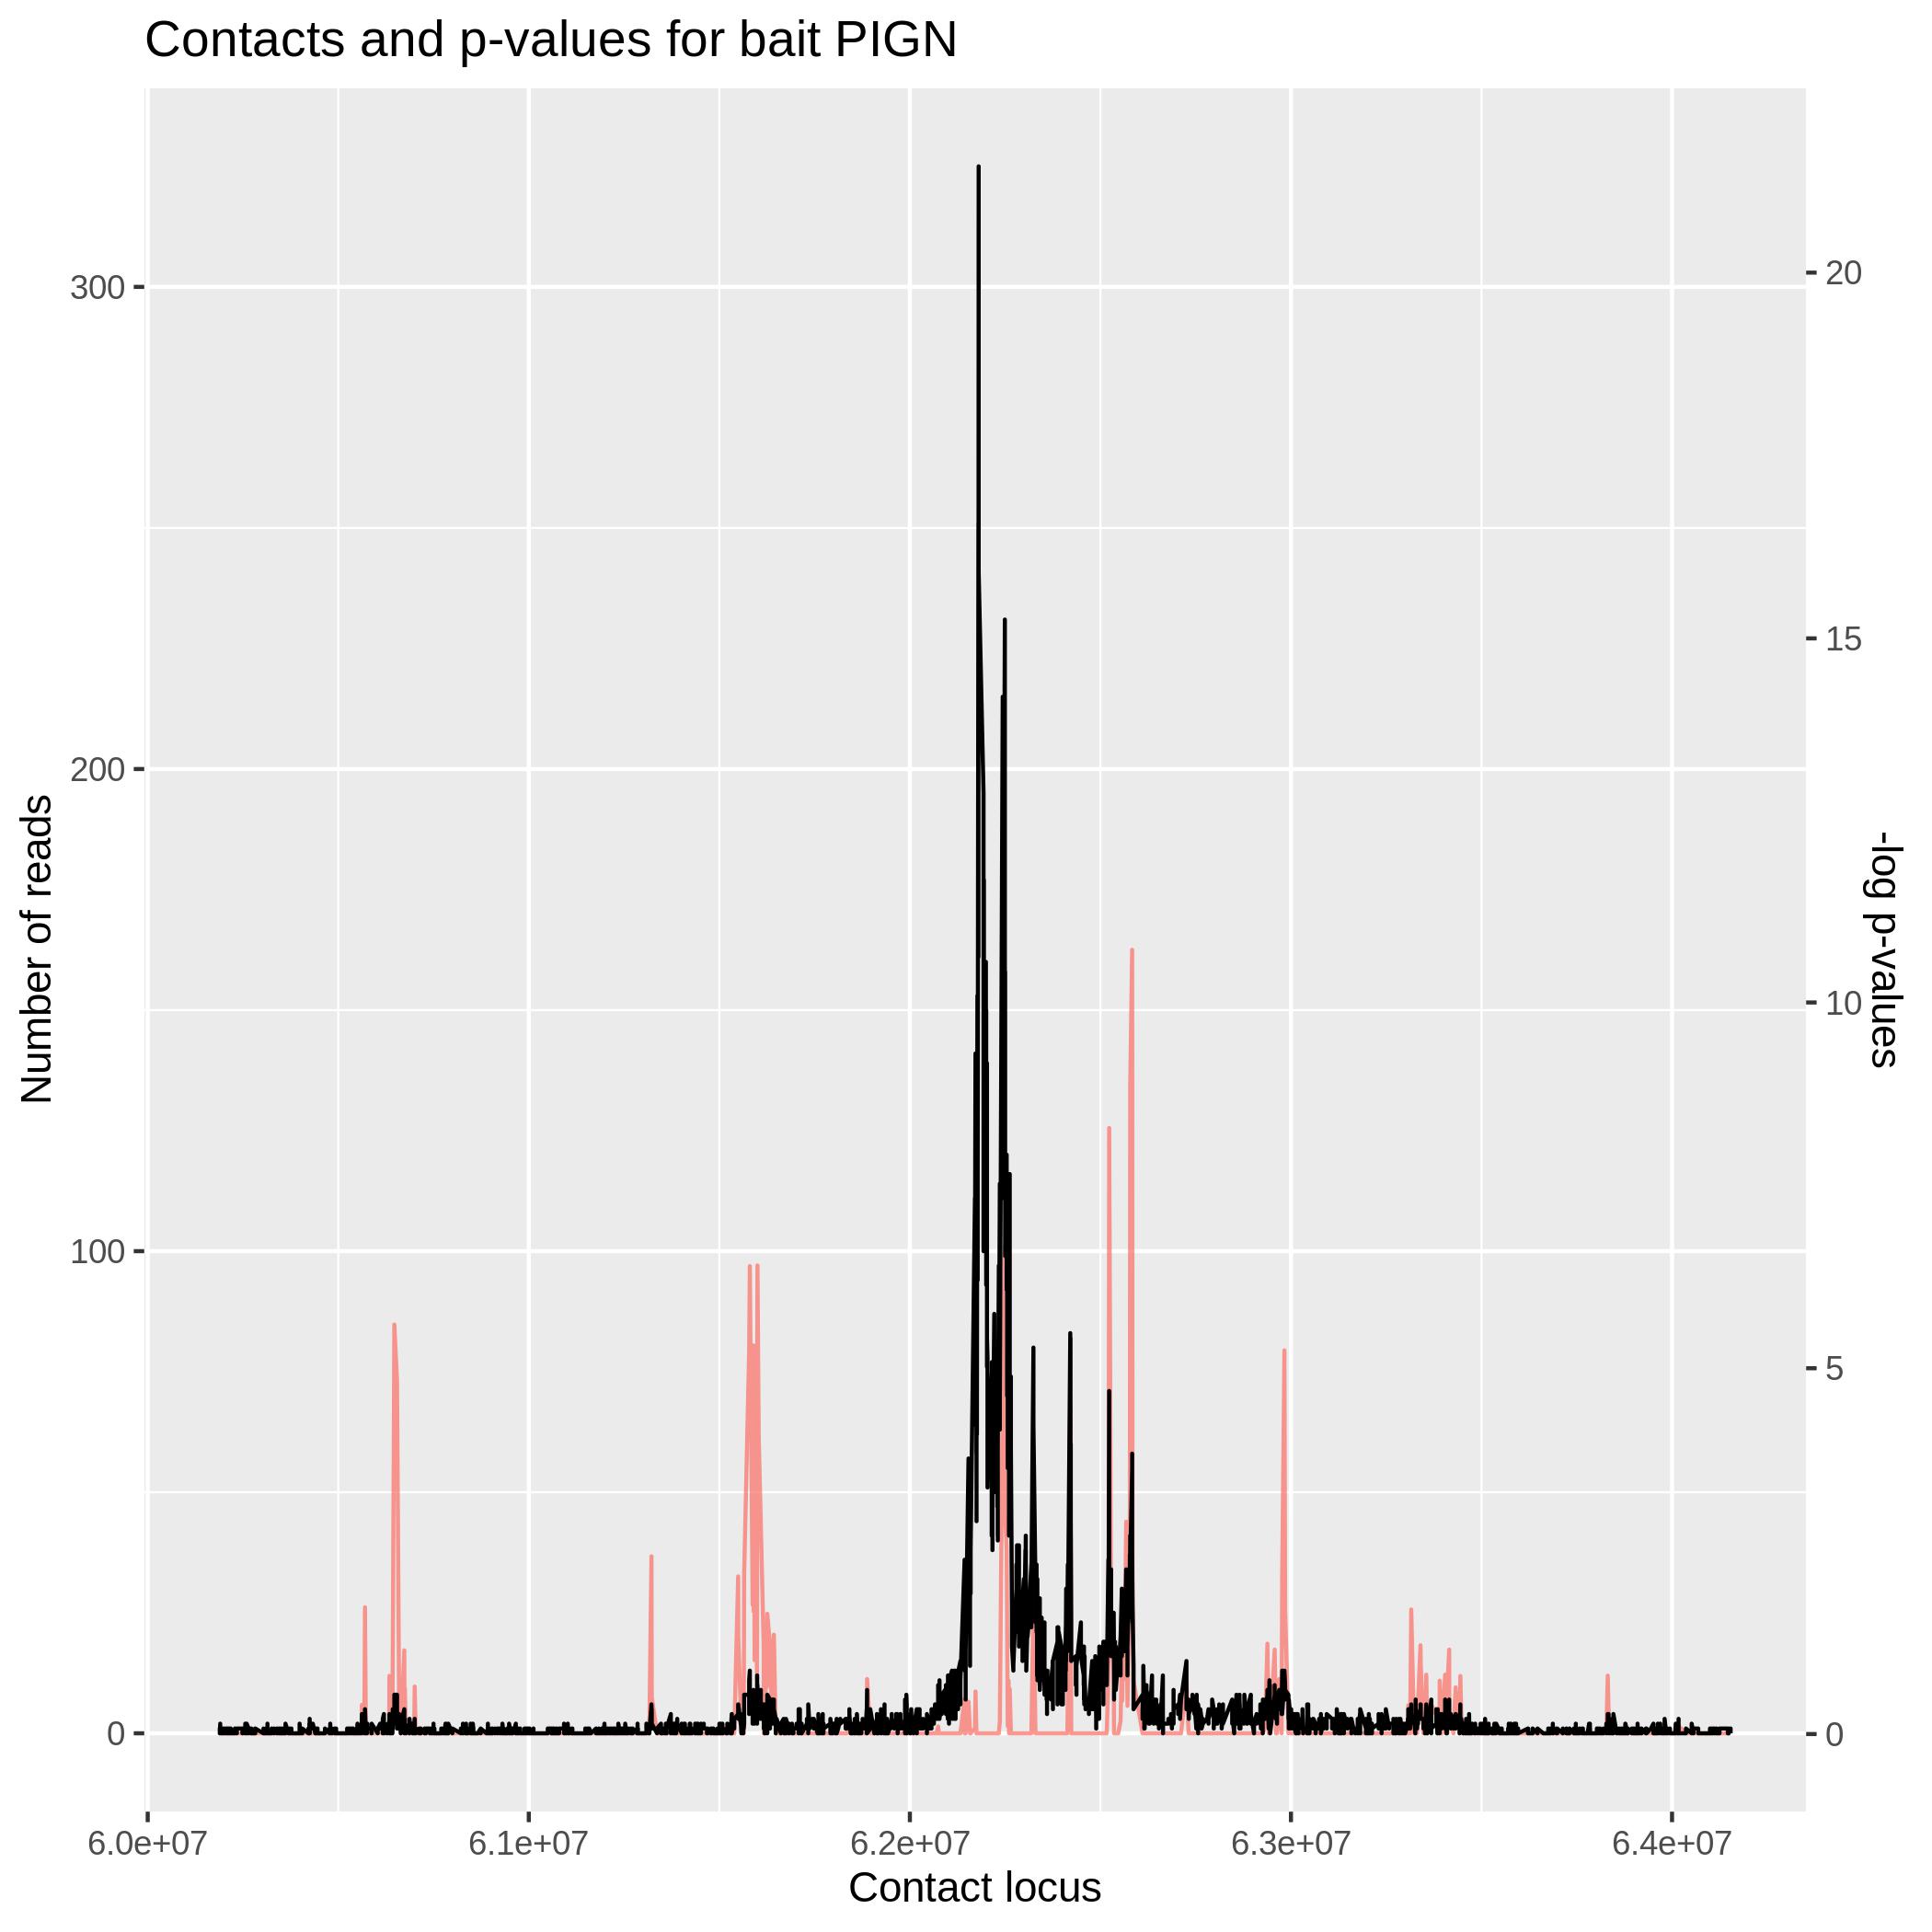 Contacts and p-values for bait PIGN
300
200
100
0
Number of reads
20
15
10
5
0
-log p-values
6.0e+07
6.1e+07
6.2e+07
6.3e+07
6.4e+07
Contact locus